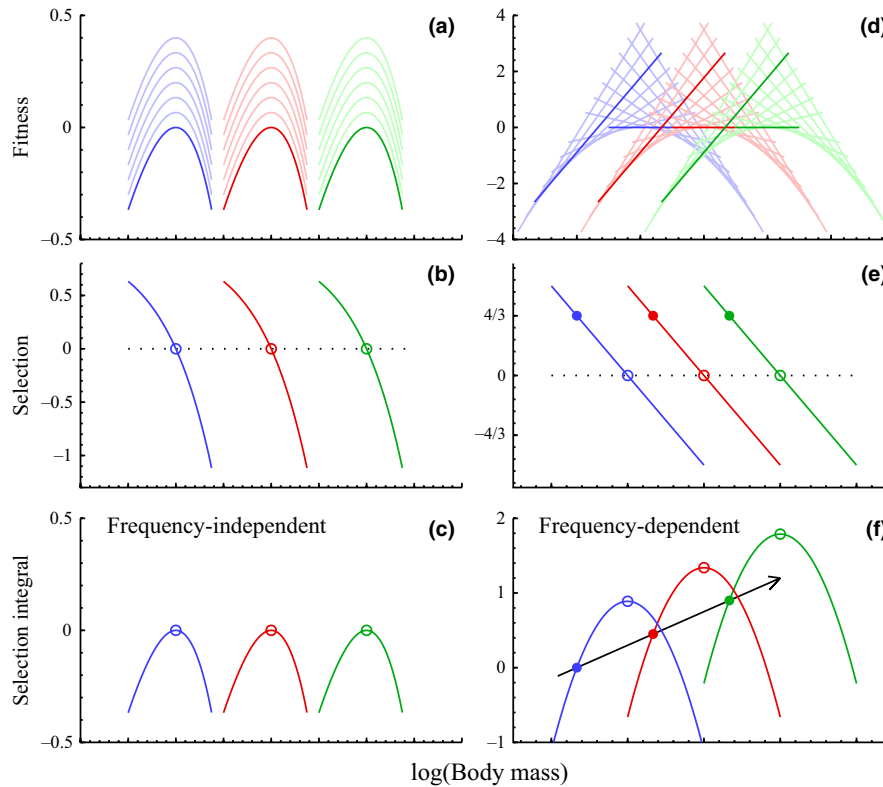 (a)
0.5
0
−0.5
Fitness
(d)
4
2
0
−2
−4
(b)
0.5
0
−0.5
−1
Selection
(e)
4/3
0
−4/3
Frequency-independent
(c)
0.5
0
−0.5
Selection integral
Frequency-dependent
(f)
2
1
0
−1
log(Body mass)